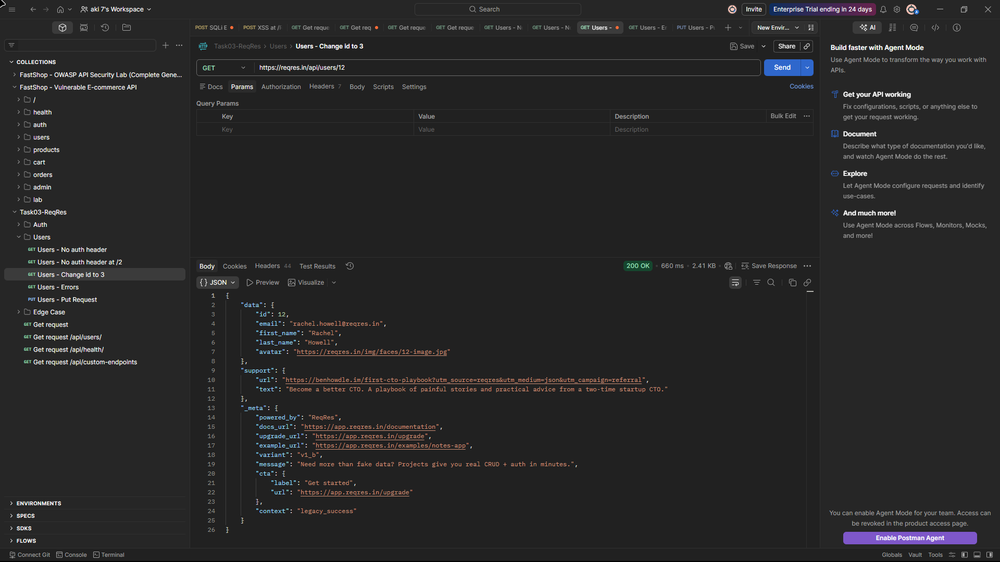 aki 7's Workspace
Search
Invite
Enterprise Trial ending in 24 days
POST SQLi E
POST XSS at /
GET Get reque
GET Get req
GET Get reque
GET Get reque
GET Users - N
GET Users - N
GET Users -
GET Users - Er
PUT Users - P
New Envir...
AI
COLLECTIONS
FastShop - OWASP API Security Lab (Complete Gene...
FastShop - Vulnerable E-commerce API
/
health
auth
users
products
cart
orders
admin
lab
Task03-ReqRes
Auth
Users
GET Users - No auth header
GET Users - No auth header at /2
GET Users - Change id to 3
GET Users - Errors
PUT Users - Put Request
Edge Case
GET Get request
GET Get request /api/users/
GET Get request /api/health/
GET Get request /api/custom-endpoints
ENVIRONMENTS
SPECS
SDKS
FLOWS
HTTP Task03-ReqRes > Users > Users - Change id to 3
Save
Share
GET
https://reqres.in/api/users/12
Send
Docs
Params
Authorization
Headers 7
Body
Scripts
Settings
Cookies
Query Params
Key
Value
Description
Bulk Edit
Key
Value
Description
Body
Cookies
Headers 44
Test Results
200 OK
660 ms
2.41 KB
e.g. Save Response
{} JSON
Preview
Visualize
1 {
2 "data": {
3 "id": 12,
4 "email": "rachel.howell@reqres.in",
5 "first_name": "Rachel",
6 "last_name": "Howell",
7 "avatar": "https://reqres.in/img/faces/12-image.jpg"
8 },
9 "support": {
10 "url": "https://benhowdle.im/first-cto-playbook?utm_source=reqres&utm_medium=json&utm_campaign=referral",
11 "text": "Become a better CTO. A playbook of painful stories and practical advice from a two-time startup CTO."
12 },
13 "_meta": {
14 "powered_by": "ReqRes",
15 "docs_url": "https://app.reqres.in/documentation",
16 "upgrade_url": "https://app.reqres.in/upgrade",
17 "example_url": "https://app.reqres.in/examples/notes-app",
18 "variant": "v1_b",
19 "message": "Need more than fake data? Projects give you real CRUD + auth in minutes.",
20 "cta": {
21 "label": "Get started",
22 "url": "https://app.reqres.in/upgrade"
23 },
24 "context": "legacy_success"
25 }
26 }
Build faster with Agent Mode
Use Agent Mode to transform the way you work with
APIs.
Get your API working
Fix configurations, scripts, or anything else to
get your request working.
Document
Describe what type of documentation you'd like,
and watch Agent Mode do the rest.
Explore
Let Agent Mode configure requests and identify
use-cases.
And much more!
Use Agent Mode across Flows, Monitors, Mocks,
and more!
You can enable Agent Mode for your team. Access can
be revoked in the product access page.
Enable Postman Agent
Connect Git
Console
Terminal
Globals
Vault
Tools